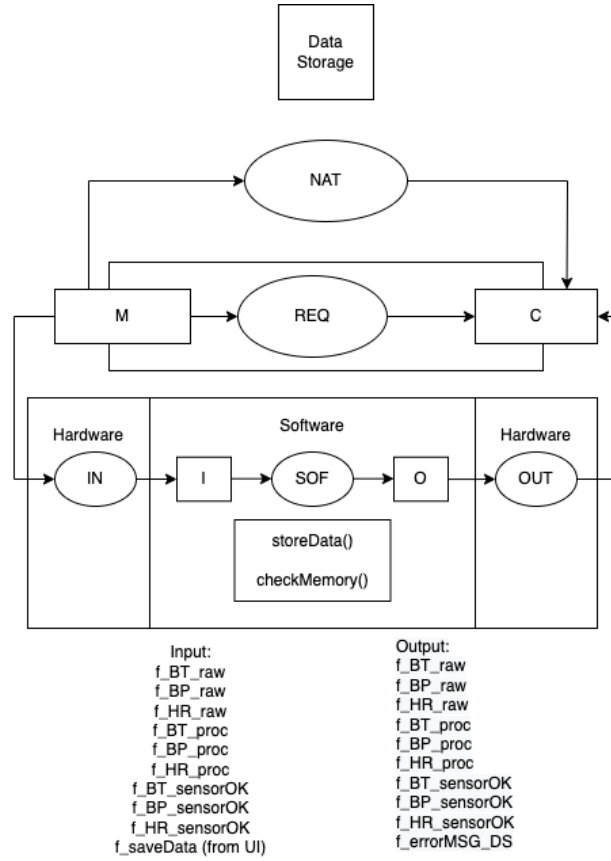 Data
Storage
NAT
M
REQ
C
Hardware
Software
Hardware
IN
I
SOF
O
OUT
storeData()
checkMemory()
Input:
f_BT_raw
f_BP_raw
f_HR_raw
f_BT_proc
f_BP_proc
f_HR_proc
f_BT_sensorOK
f_BP_sensorOK
f_HR_sensorOK
f_saveData (from UI)
Output:
f_BT_raw
f_BP_raw
f_HR_raw
f_BT_proc
f_BP_proc
f_HR_proc
f_BT_sensorOK
f_BP_sensorOK
f_HR_sensorOK
f_errorMSG_DS